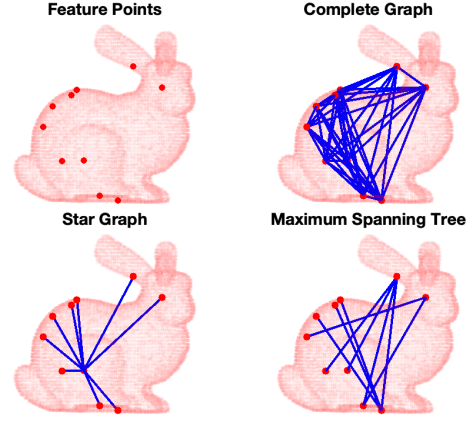 Feature Points
Complete Graph
Star Graph
Maximum Spanning Tree